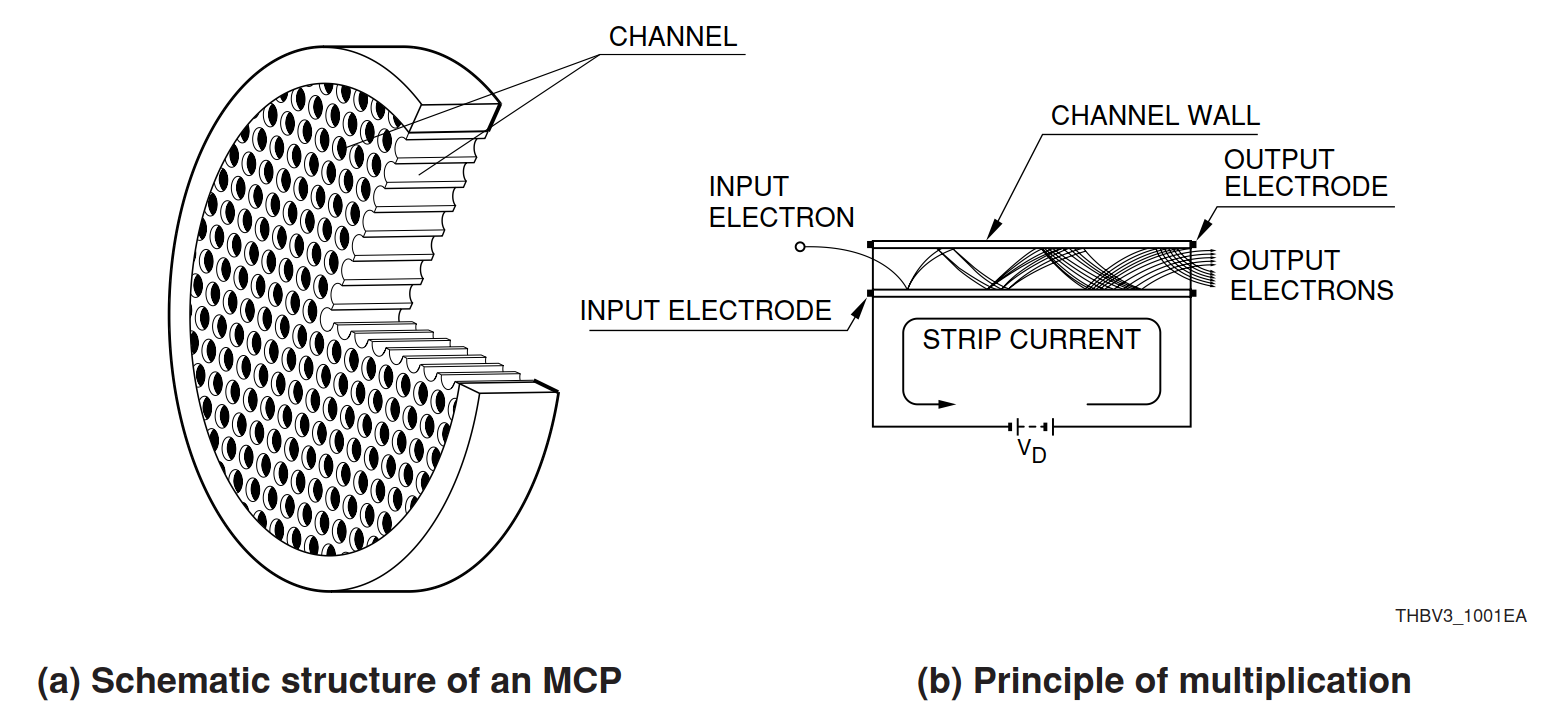 CHANNEL
CHANNEL WALL
OUTPUT
ELECTRODE
INPUT
ELECTRON
OUTPUT
ELECTRONS
INPUT ELECTRODE
STRIP CURRENT
VD
THBV3_1001EA
(a) Schematic structure of an MCP
(b) Principle of multiplication